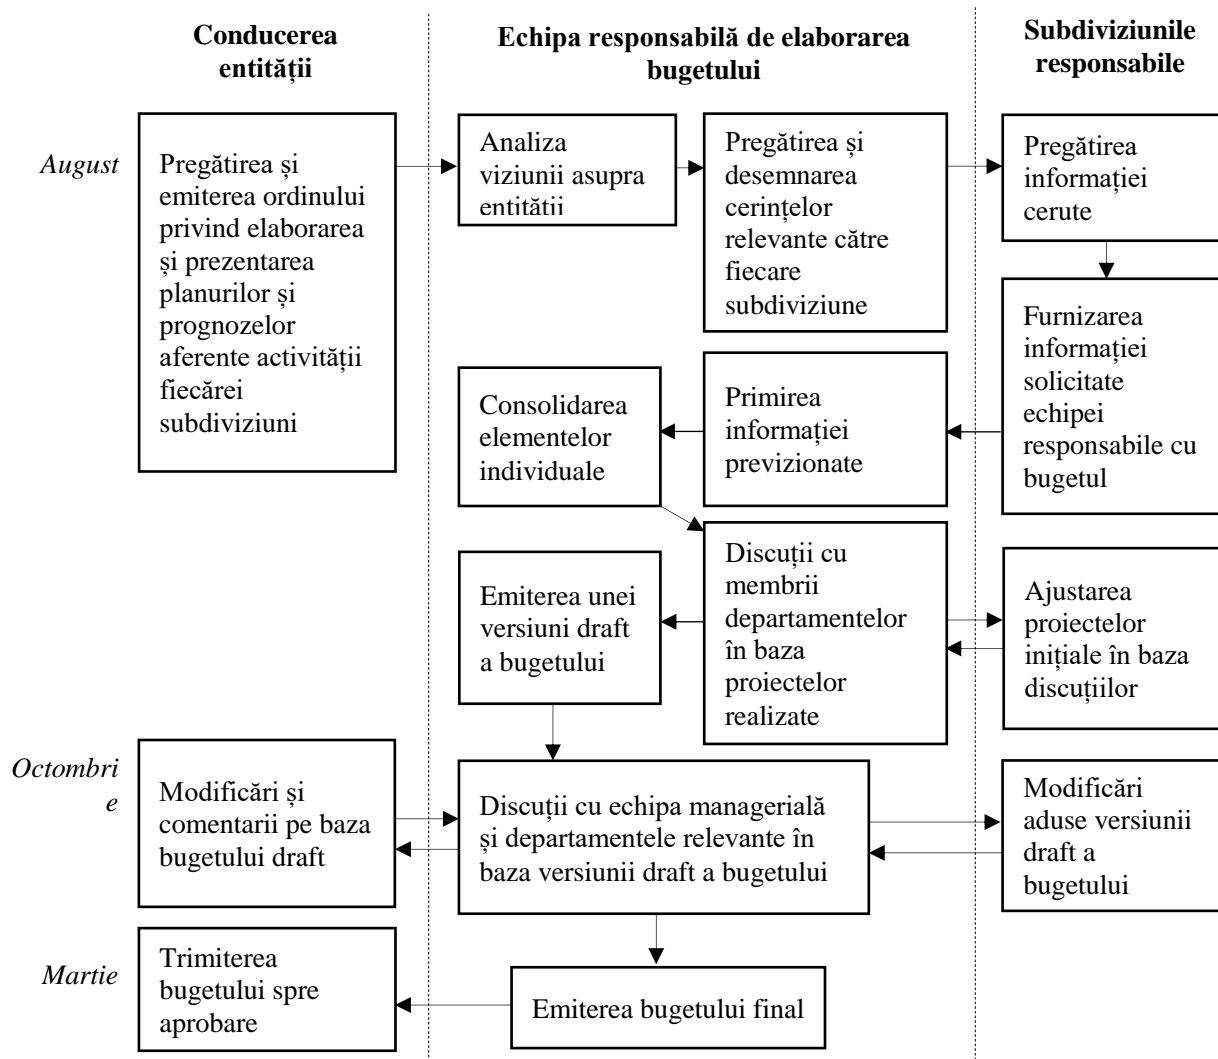 Conducerea
entității
Echipa responsabilă de elaborarea
bugetului
Subdiviziunile
responsabile
August
Pregătirea și
emiterea ordinului
privind elaborarea
și prezentarea
planurilor și
prognozelor
aferente activității
fiecărei
subdiviziuni
Analiza
viziunii asupra
entității
Pregătirea și
desemnarea
cerințelor
relevante către
fiecare
subdiviziune
Pregătirea
informației
cerute
Furnizarea
informației
solicitate
echipei
responsabile cu
bugetul
Primirea
informației
previzionate
Consolidarea
elementelor
individuale
Discuții cu
membrii
departamentelor
în baza
proiectelor
realizate
Emiterea unei
versiuni draft
a bugetului
Ajustarea
proiectelor
inițiale în baza
discuțiilor
Octombri
e
Modificări și
comentarii pe baza
bugetului draft
Discuții cu echipa managerială
și departamentele relevante în
baza versiunii draft a bugetului
Modificări
aduse versiunii
draft a
bugetului
Martie
Trimiterea
bugetului spre
aprobare
Emiterea bugetului final